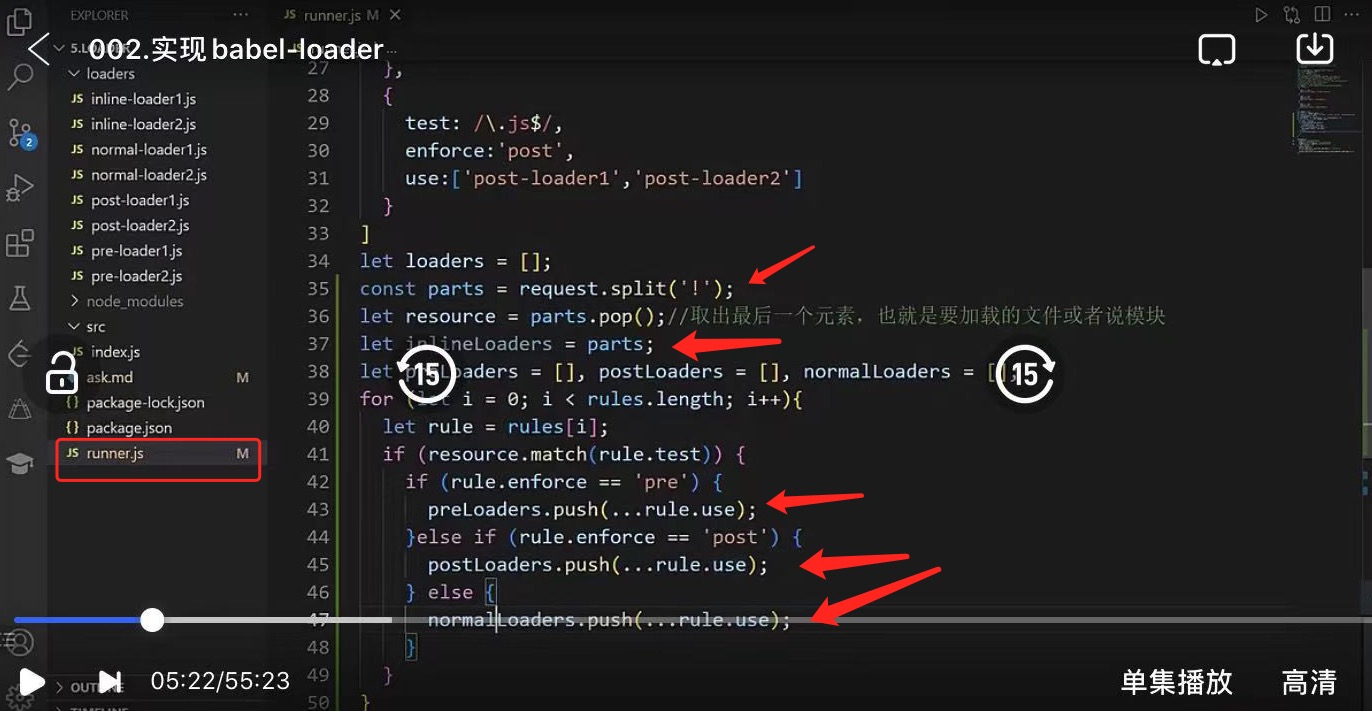 EXPLORER ... JS runner.js M ×
5.LOADER
002.实现babel-loader
loaders
JS inline-loader1.js
JS inline-loader2.js
JS normal-loader1.js
JS normal-loader2.js
JS post-loader1.js
JS post-loader2.js
JS pre-loader1.js
JS pre-loader2.js
node_modules
src
JS index.js
ask.md M
{} package-lock.json
{} package.json
JS runner.js M
2
27 },
28 {
29 test: /\.js$/,
30 enforce:'post',
31 use:['post-loader1','post-loader2']
32 }
33 ]
34 let loaders = [];
35 const parts = request.split('!');
36 let resource = parts.pop();//取出最后一个元素，也就是要加载的文件或者说模块
37 let inlineLoaders = parts;
38 let preLoaders = [], postLoaders = [], normalLoaders = [];
39 for (let i = 0; i < rules.length; i++){
40 let rule = rules[i];
41 if (resource.match(rule.test)) {
42 if (rule.enforce == 'pre') {
43 preLoaders.push(...rule.use);
44 }else if (rule.enforce == 'post') {
45 postLoaders.push(...rule.use);
46 } else {
47 normalLoaders.push(...rule.use);
48 }
49 }
50 }
15
15
OUTLINE
05:22/55:23
单集播放 高清